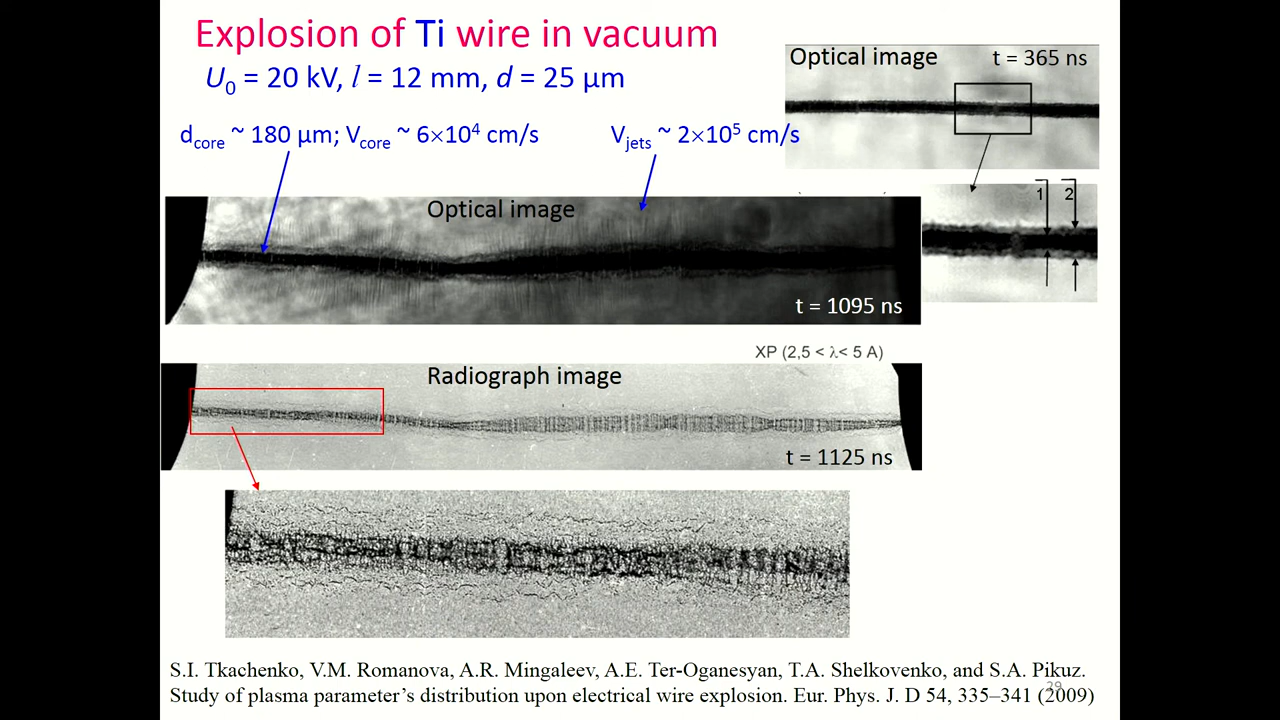 Explosion of Ti wire in vacuum
U0 = 20 kV, l = 12 mm, d = 25 μm
Optical image t = 365 ns
dcore ~ 180 μm; Vcore ~ 6×10⁴ cm/s Vjets ~ 2×10⁵ cm/s
1 2
Optical image
t = 1095 ns
XP (2,5 < λ< 5 A)
Radiograph image
t = 1125 ns
S.I. Tkachenko, V.M. Romanova, A.R. Mingaleev, A.E. Ter-Oganesyan, T.A. Shelkovenko, and S.A. Pikuz.
Study of plasma parameter’s distribution upon electrical wire explosion. Eur. Phys. J. D 54, 335–341 (2009)
29